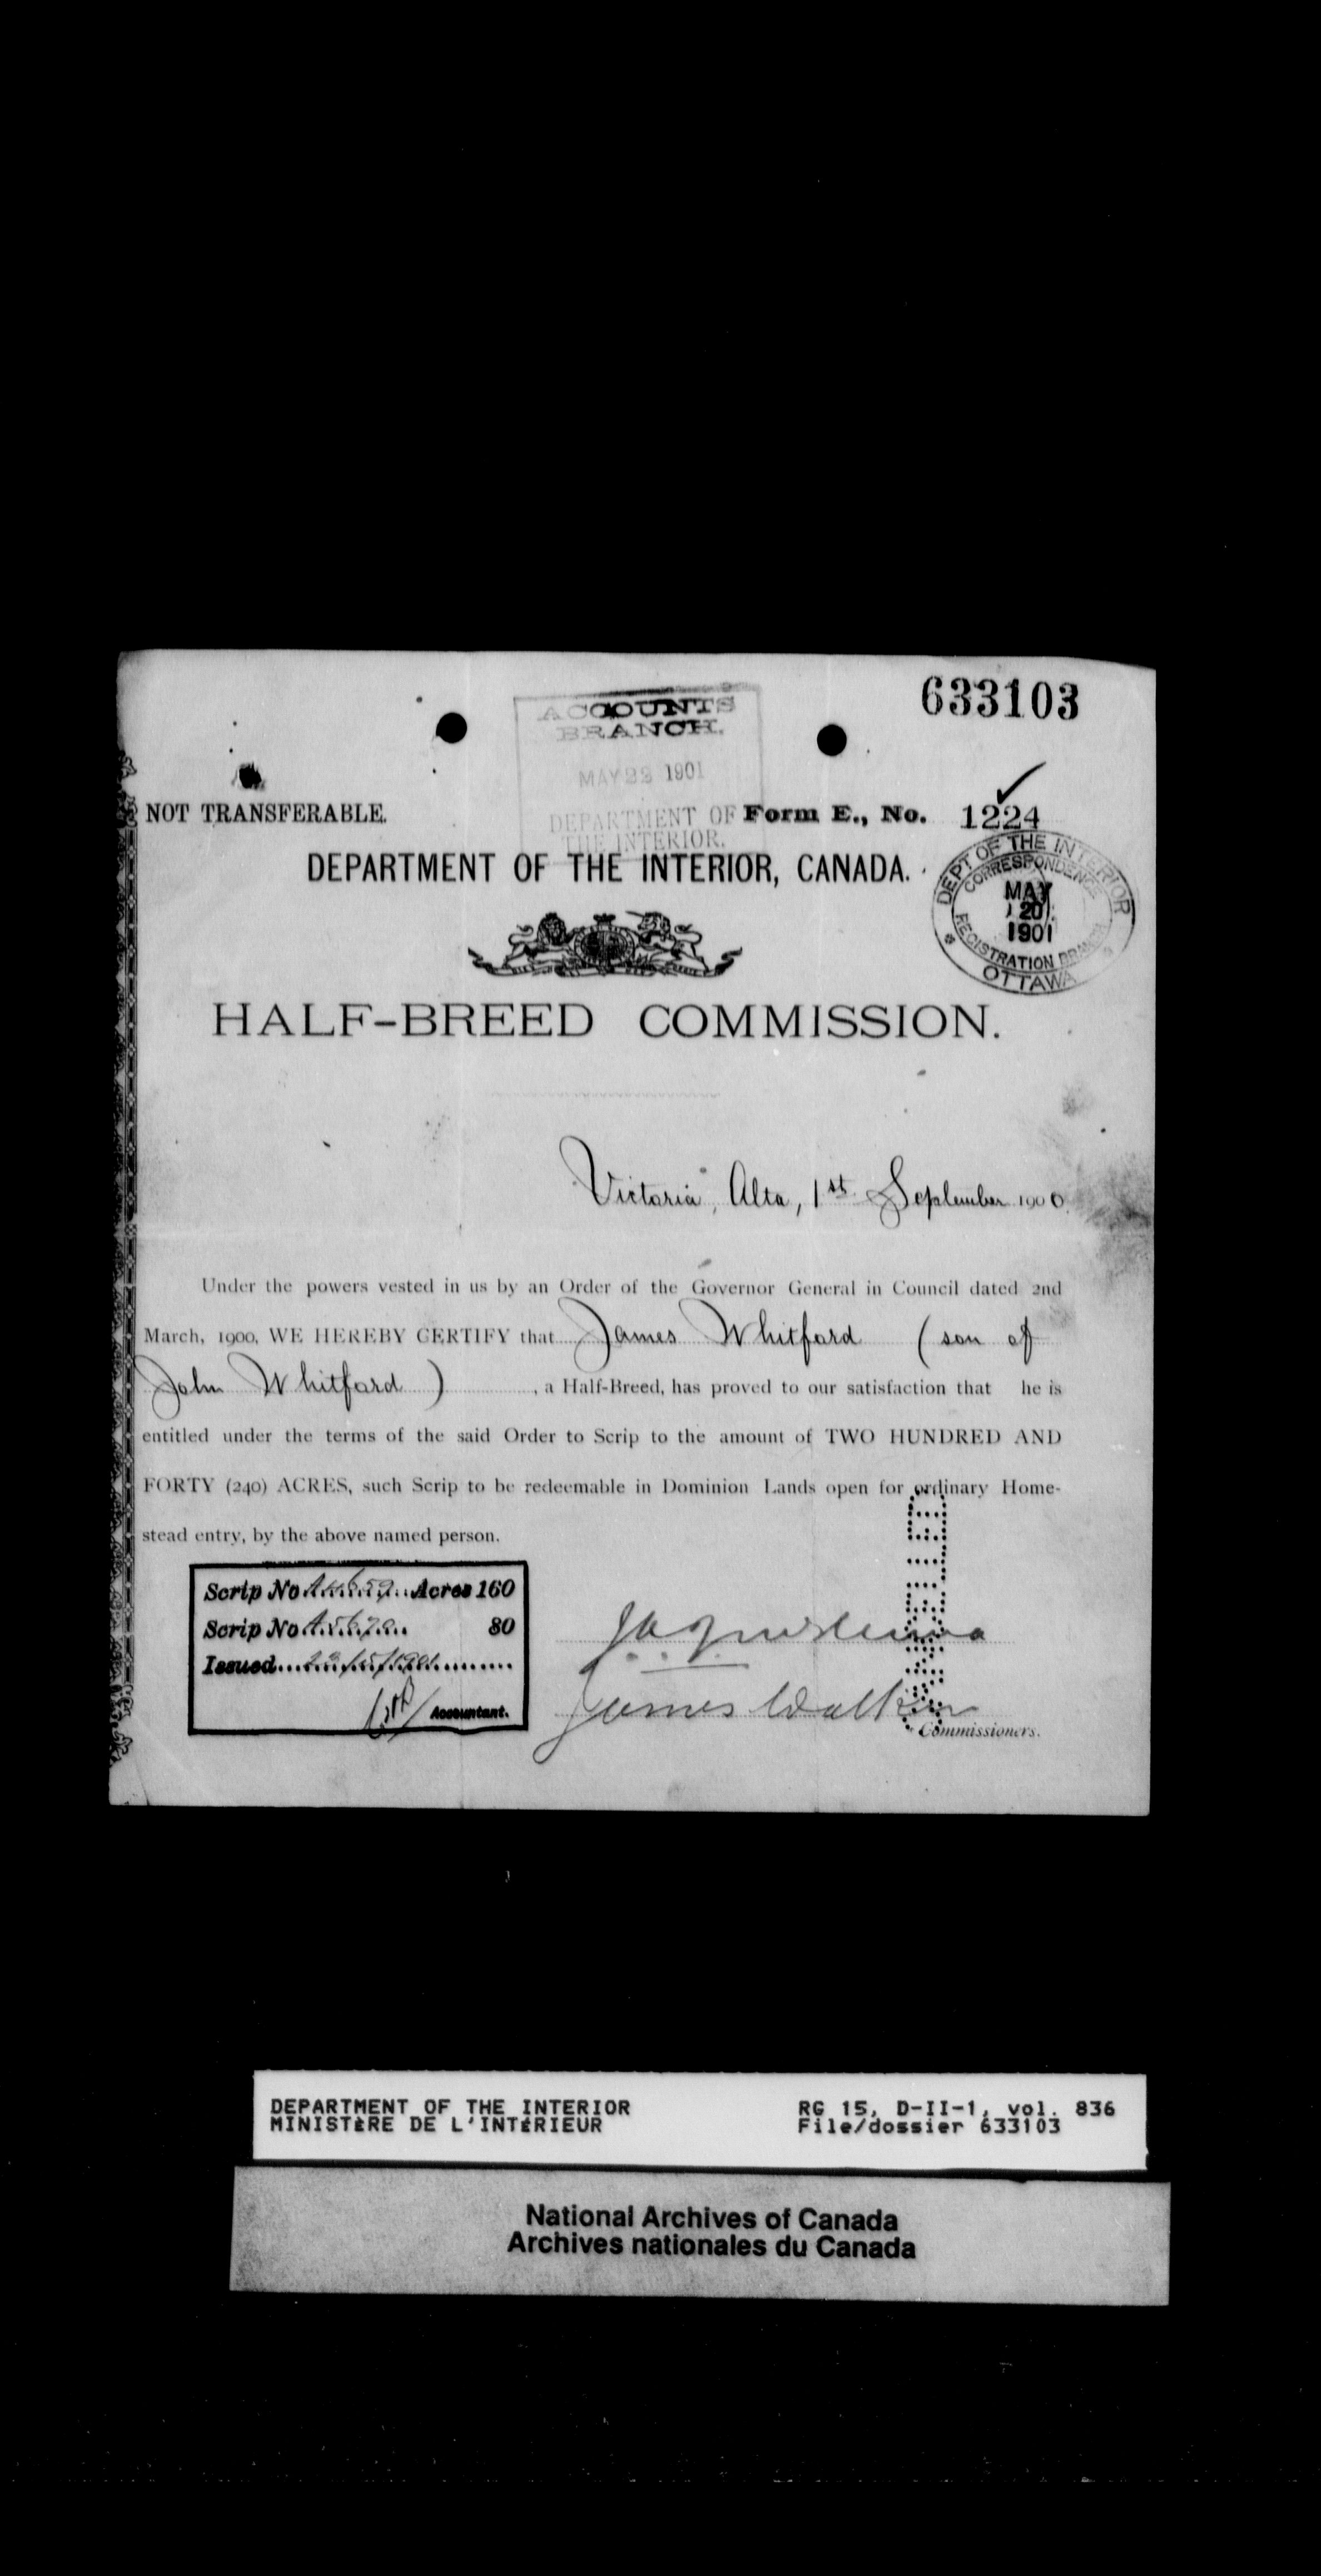 633103
ACCOUNTS
BRANCH.
MAY 22 1901
DEPARTMENT OF
THE INTERIOR.
NOT TRANSFERABLE.
Form E., No. 1224
DEPARTMENT OF THE INTERIOR, CANADA.
DEPT OF THE INTERIOR
CORRESPONDENCE
MAY
20
1901
REGISTRATION BRANCH
OTTAWA
HALF-BREED COMMISSION.
Victoria, Alta, 1st September 1900
Under the powers vested in us by an Order of the Governor General in Council dated 2nd
March, 1900, WE HEREBY CERTIFY that James Whitford (son of
John Whitford) , a Half-Breed, has proved to our satisfaction that he is
entitled under the terms of the said Order to Scrip to the amount of TWO HUNDRED AND
FORTY (240) ACRES, such Scrip to be redeemable in Dominion Lands open for ordinary Home-
stead entry, by the above named person.
CANCELLED
Scrip No Acres 160
Scrip No 80
Issued
Accountant.
James Walker
Commissioners.
DEPARTMENT OF THE INTERIOR RG 15, D-II-1, vol. 836
MINISTÈRE DE L'INTÉRIEUR File/dossier 633103
National Archives of Canada
Archives nationales du Canada